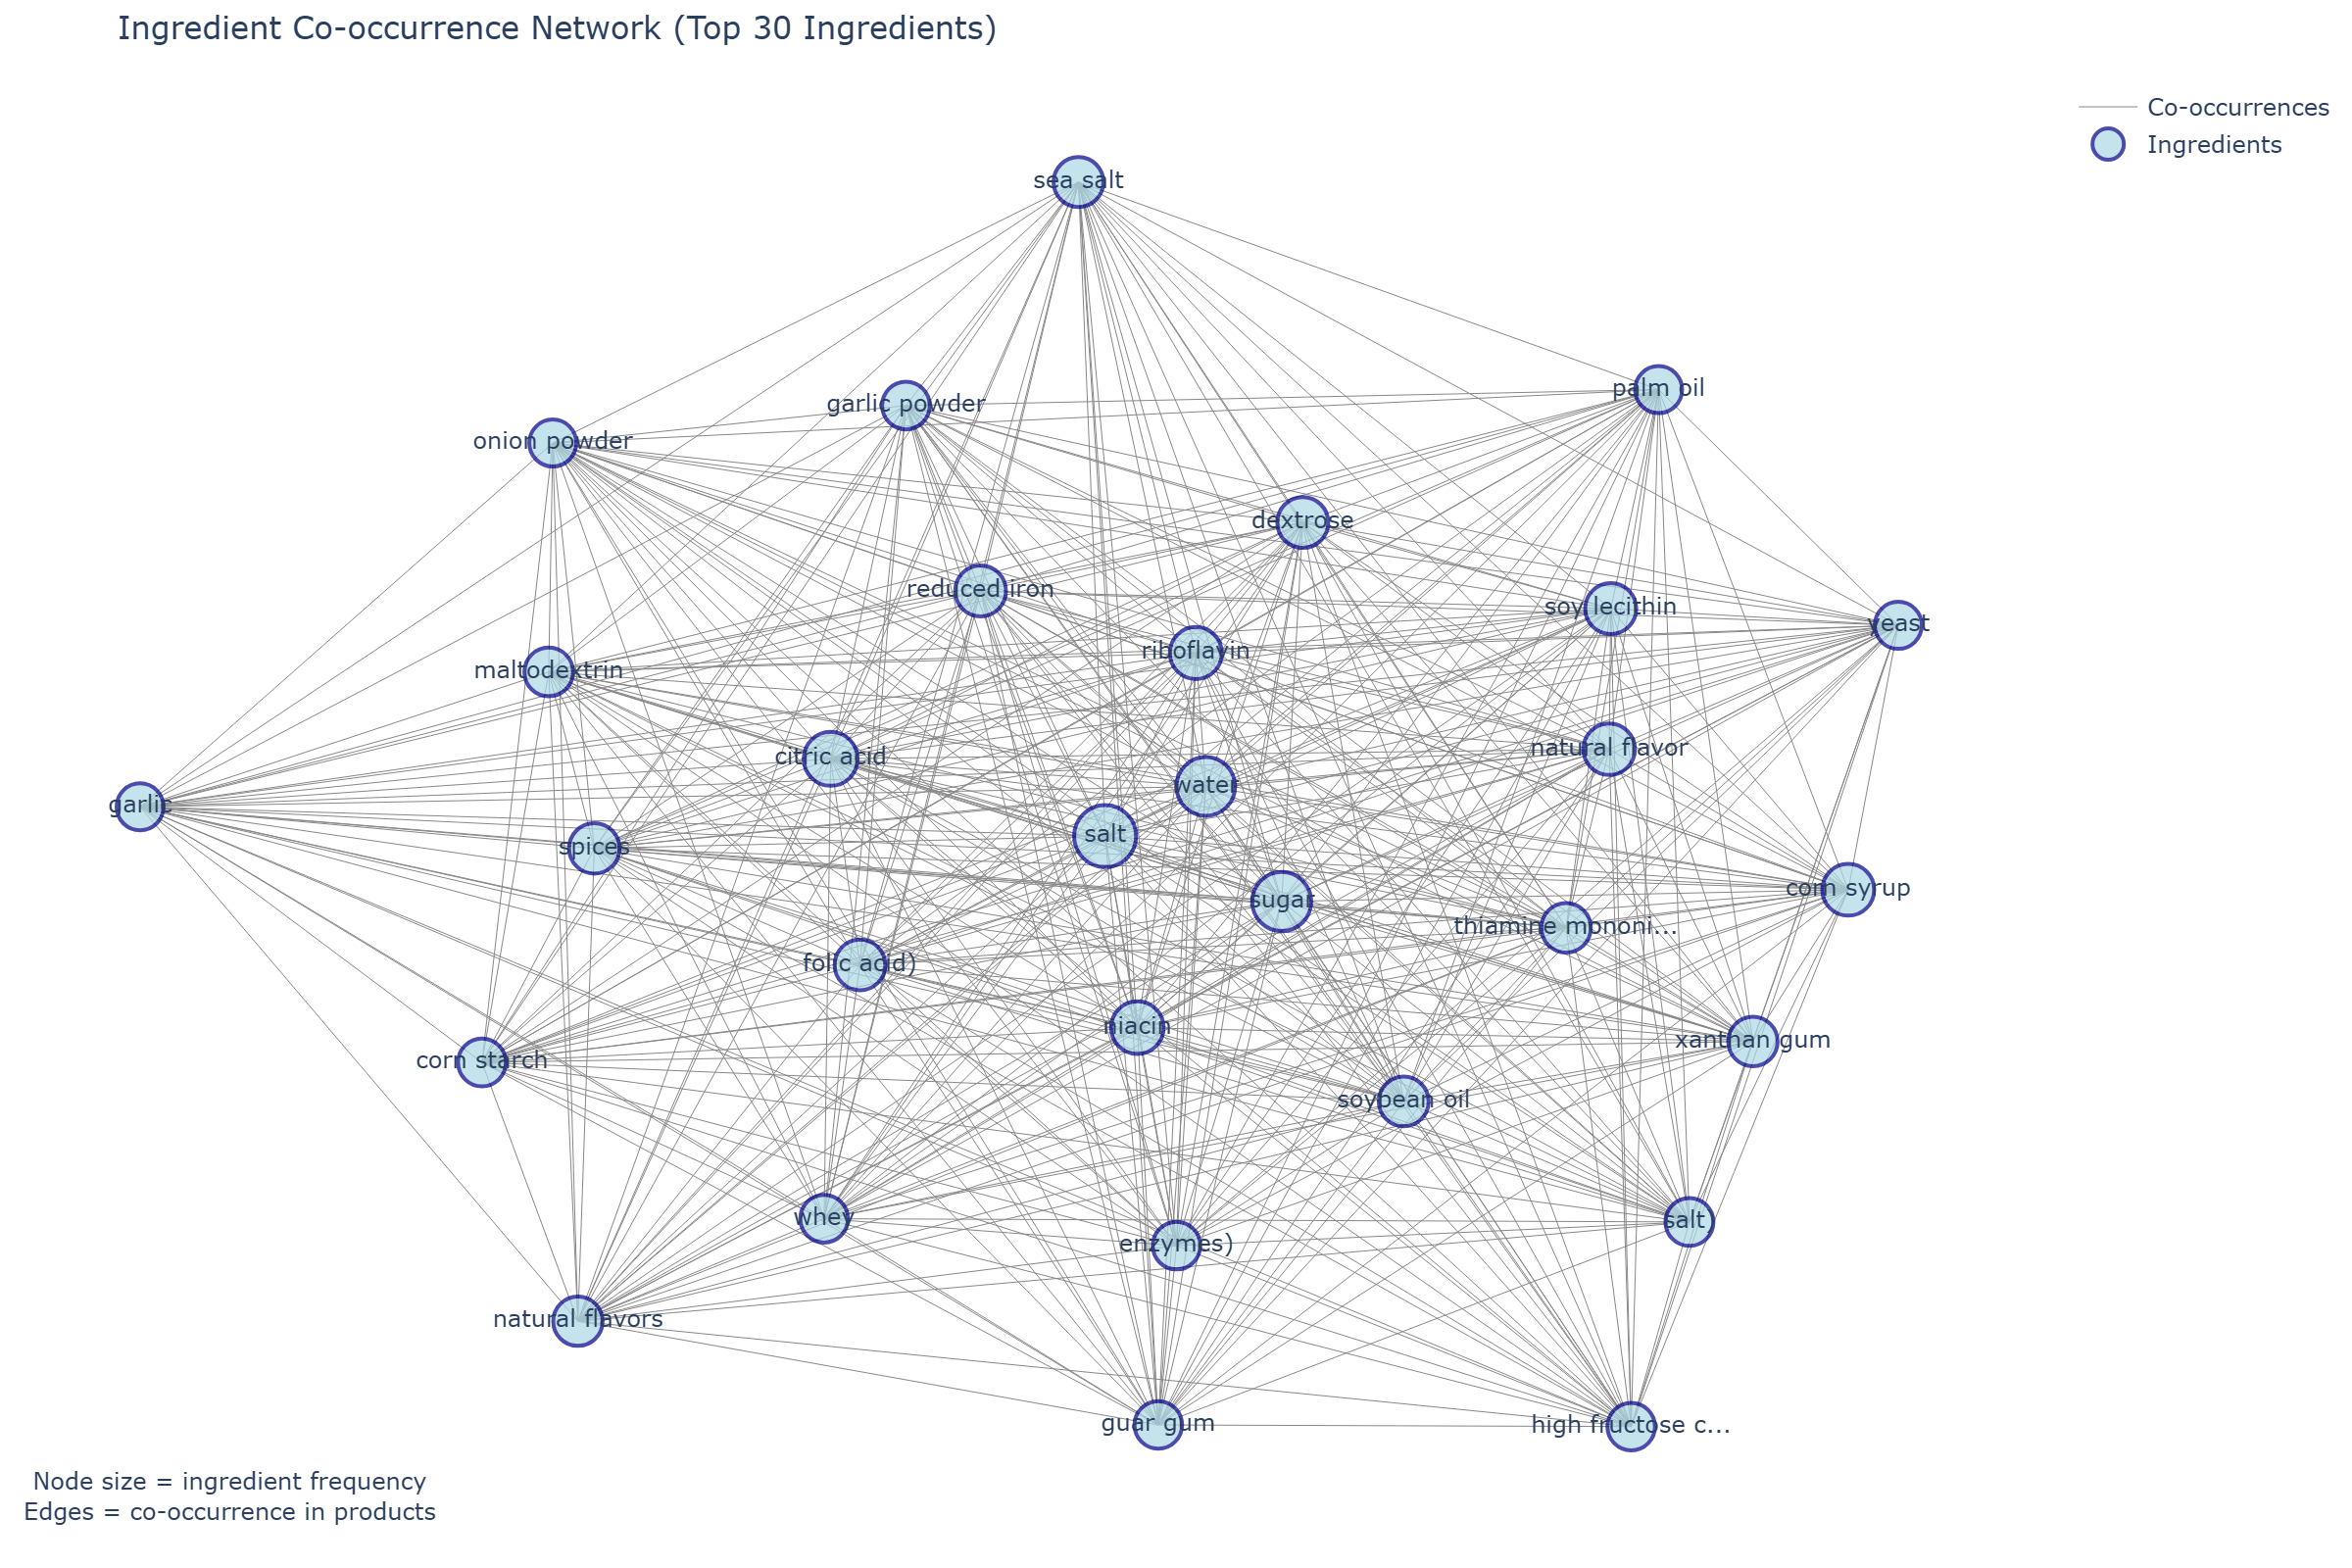 Ingredient Co-occurrence Network (Top 30 Ingredients)
Co-occurrences
Ingredients
sea salt
palm oil
garlic powder
onion powder
dextrose
reduced iron
soy lecithin
yeast
riboflavin
maltodextrin
natural flavor
citric acid
water
garlic
salt
spices
corn syrup
sugar
thiamine mononi...
folic acid)
niacin
xanthan gum
corn starch
soybean oil
whey
salt)
enzymes)
natural flavors
guar gum
high fructose c...
Node size = ingredient frequency
Edges = co-occurrence in products